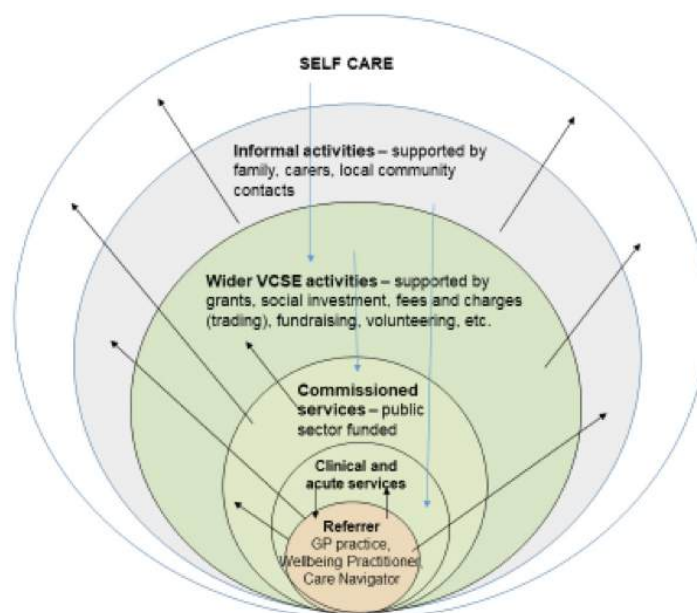 SELF CARE
Informal activities – supported by
family, carers, local community
contacts
Wider VCSE activities – supported by
grants, social investment, fees and charges
(trading), fundraising, volunteering, etc.
Commissioned
services – public
sector funded
Clinical and
acute services
Referrer
GP practice,
Wellbeing Practitioner,
Care Navigator